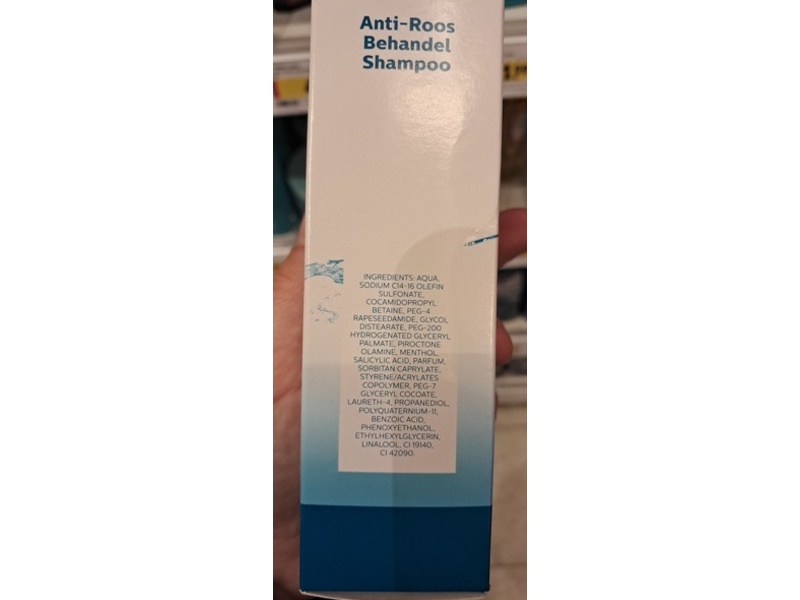 Anti-Roos
Behandel
Shampoo
INGREDIENTS: AQUA,
SODIUM C14-16 OLEFIN
SULFONATE,
COCAMIDOPROPYL
BETAINE, PEG-4
RAPESEEDAMIDE, GLYCOL
DISTEARATE, PEG-200
HYDROGENATED GLYCERYL
PALMATE, PIROCTONE
OLAMINE, MENTHOL,
SALICYLIC ACID, PARFUM,
SORBITAN CAPRYLATE,
STYRENE/ACRYLATES
COPOLYMER, PEG-7
GLYCERYL COCOATE,
LAURETH-4, PROPANEDIOL,
POLYQUATERNIUM-11,
BENZOIC ACID,
PHENOXYETHANOL,
ETHYLHEXYLGLYCERIN,
LINALOOL, CI 19140,
CI 42090.